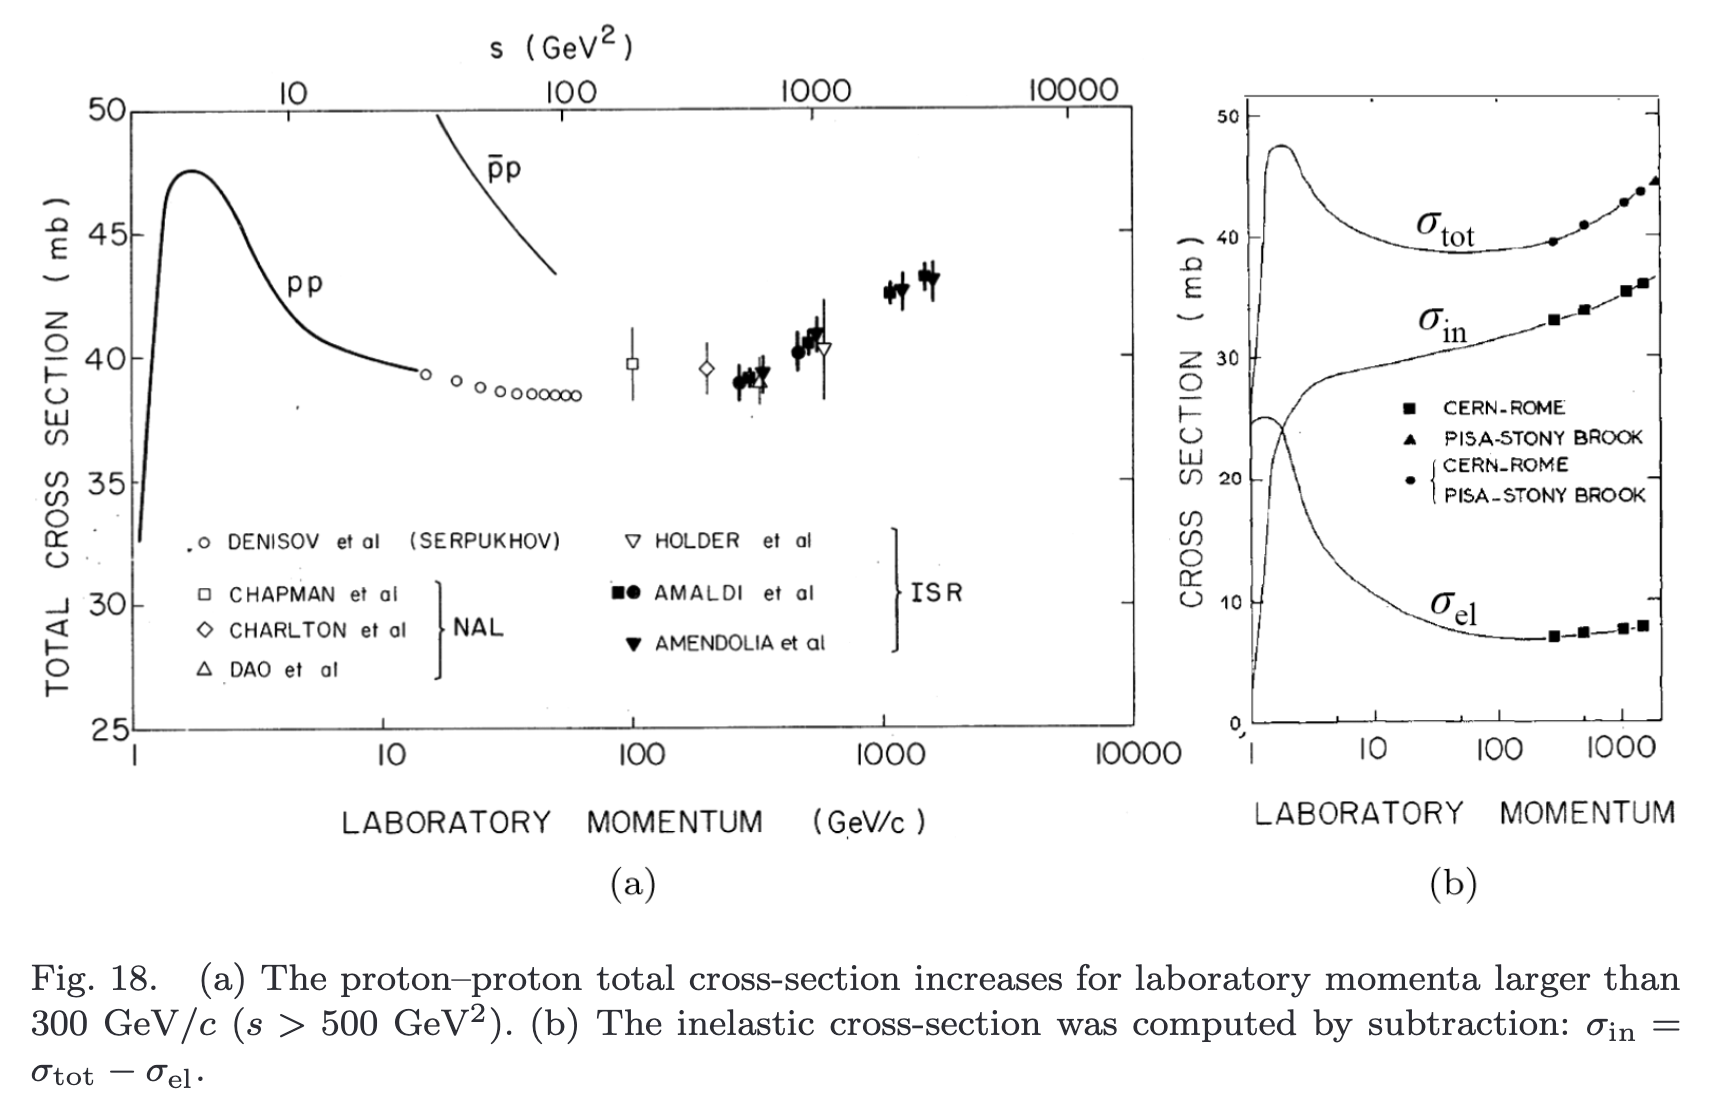 s (GeV²)
10 100 1000 10000
50
45
40
35
30
25
TOTAL CROSS SECTION (mb)
p̄p
pp
○ DENISOV et al (SERPUKHOV)
□ CHAPMAN et al
◇ CHARLTON et al
△ DAO et al
NAL
▽ HOLDER et al
■● AMALDI et al
▼ AMENDOLIA et al
ISR
1 10 100 1000 10000
LABORATORY MOMENTUM (GeV/c)
(a)
50
40
30
20
10
0
CROSS SECTION (mb)
σtot
σin
■ CERN-ROME
▲ PISA-STONY BROOK
● { CERN-ROME
PISA-STONY BROOK
σel
1 10 100 1000
LABORATORY MOMENTUM
(b)
Fig. 18. (a) The proton–proton total cross-section increases for laboratory momenta larger than
300 GeV/c (s > 500 GeV²). (b) The inelastic cross-section was computed by subtraction: σin =
σtot − σel.